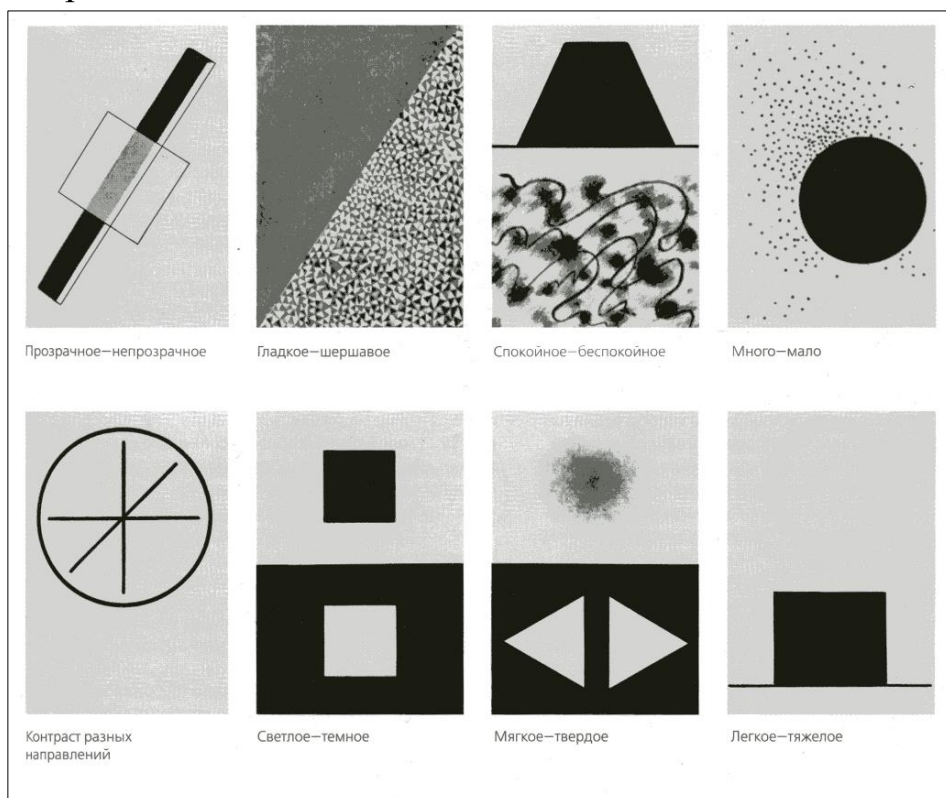 Прозрачное—непрозрачное
Гладкое—шершавое
Спокойное—беспокойное
Много—мало
Контраст разных
направлений
Светлое—темное
Мягкое—твердое
Легкое—тяжелое